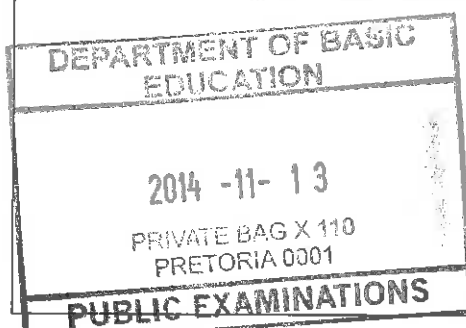 DEPARTMENT OF BASIC
EDUCATION
2014 -11- 13
PRIVATE BAG X 110
PRETORIA 0001
PUBLIC EXAMINATIONS